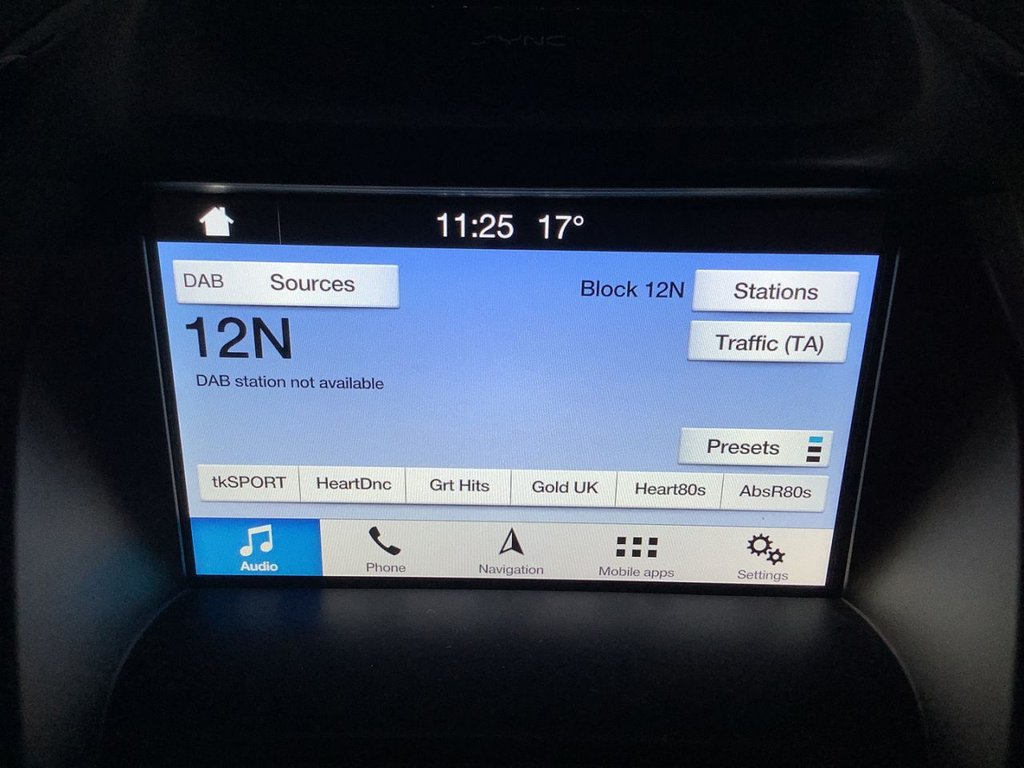 SYNC
11:25 17°
DAB Sources
Block 12N Stations
12N
Traffic (TA)
DAB station not available
Presets
tkSPORT HeartDnc Grt Hits Gold UK Heart80s AbsR80s
Audio Phone Navigation Mobile apps Settings